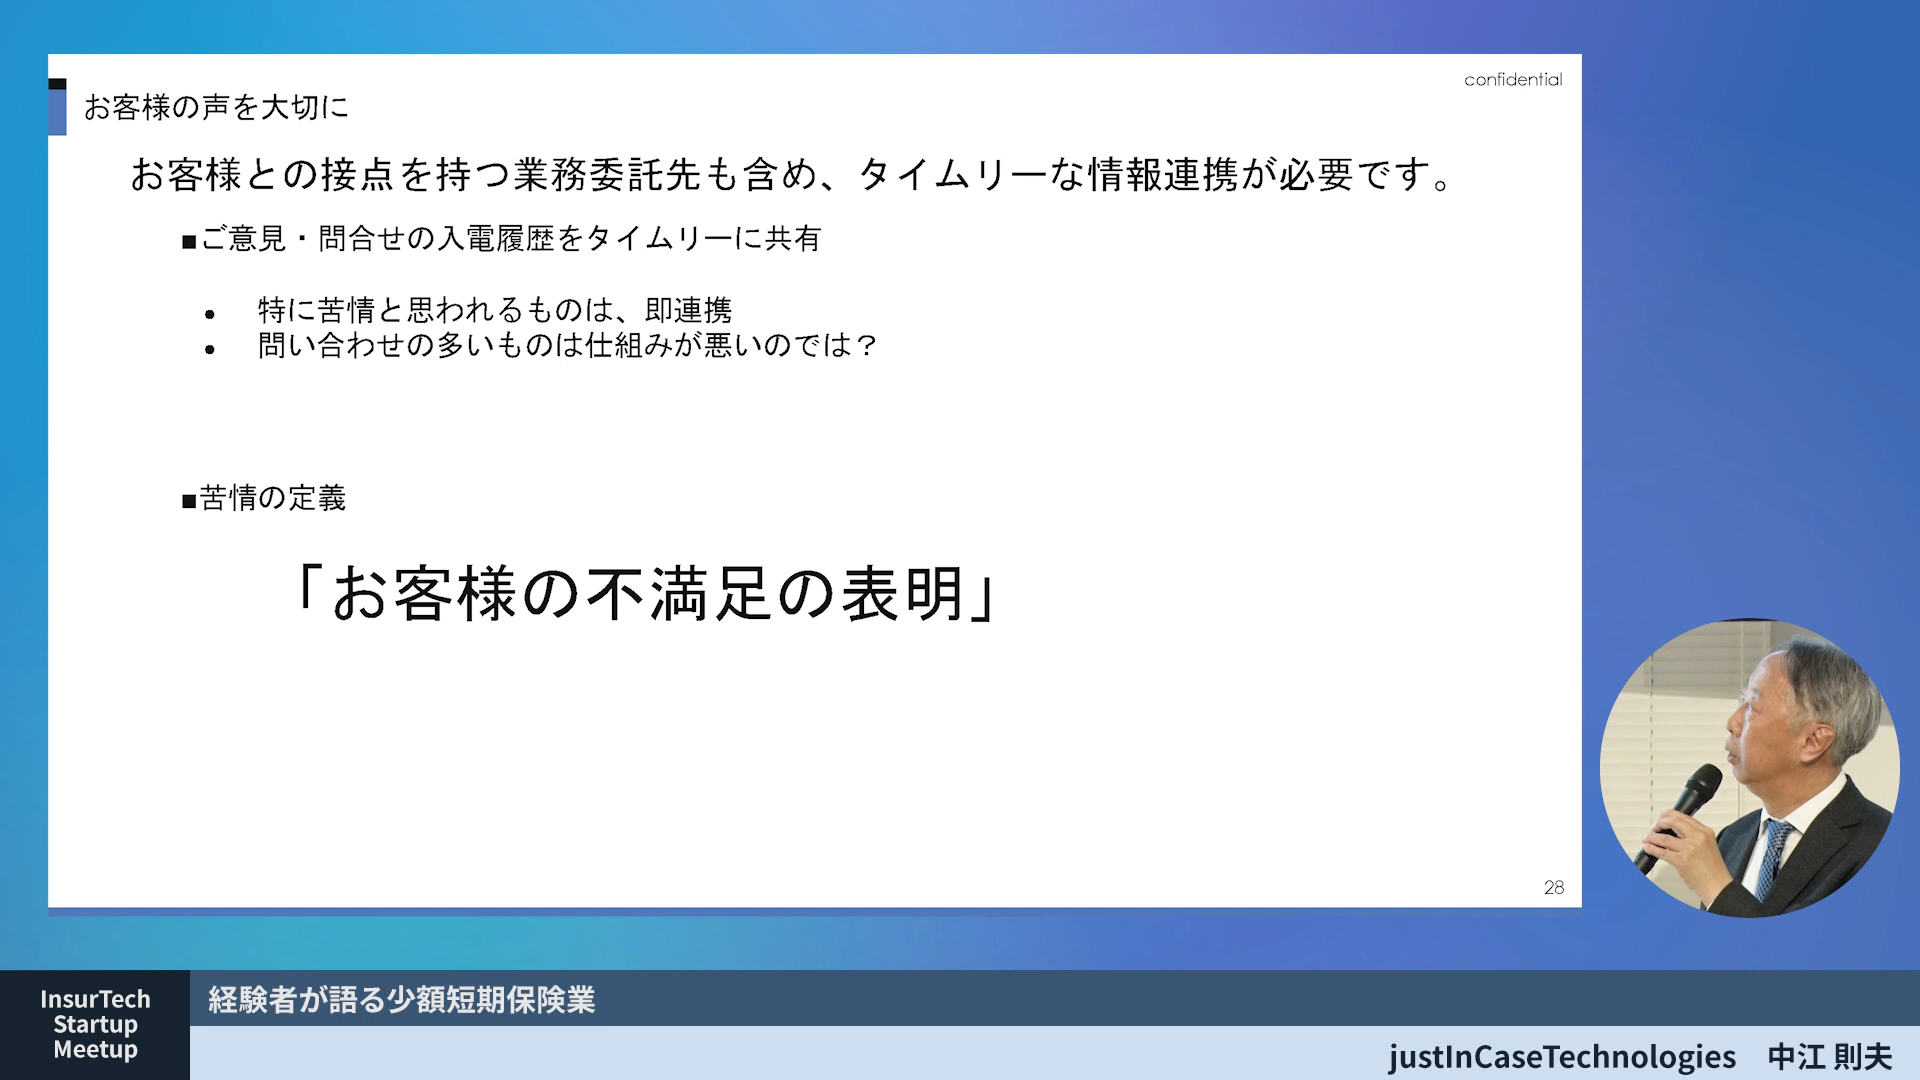 confidential
お客様の声を大切に
お客様との接点を持つ業務委託先も含め、タイムリーな情報連携が必要です。
■ご意見・問合せの入電履歴をタイムリーに共有
● 特に苦情と思われるものは、即連携
● 問い合わせの多いものは仕組みが悪いのでは？
■苦情の定義
「お客様の不満足の表明」
28
InsurTech
Startup
Meetup
経験者が語る少額短期保険業
justInCaseTechnologies 中江 則夫